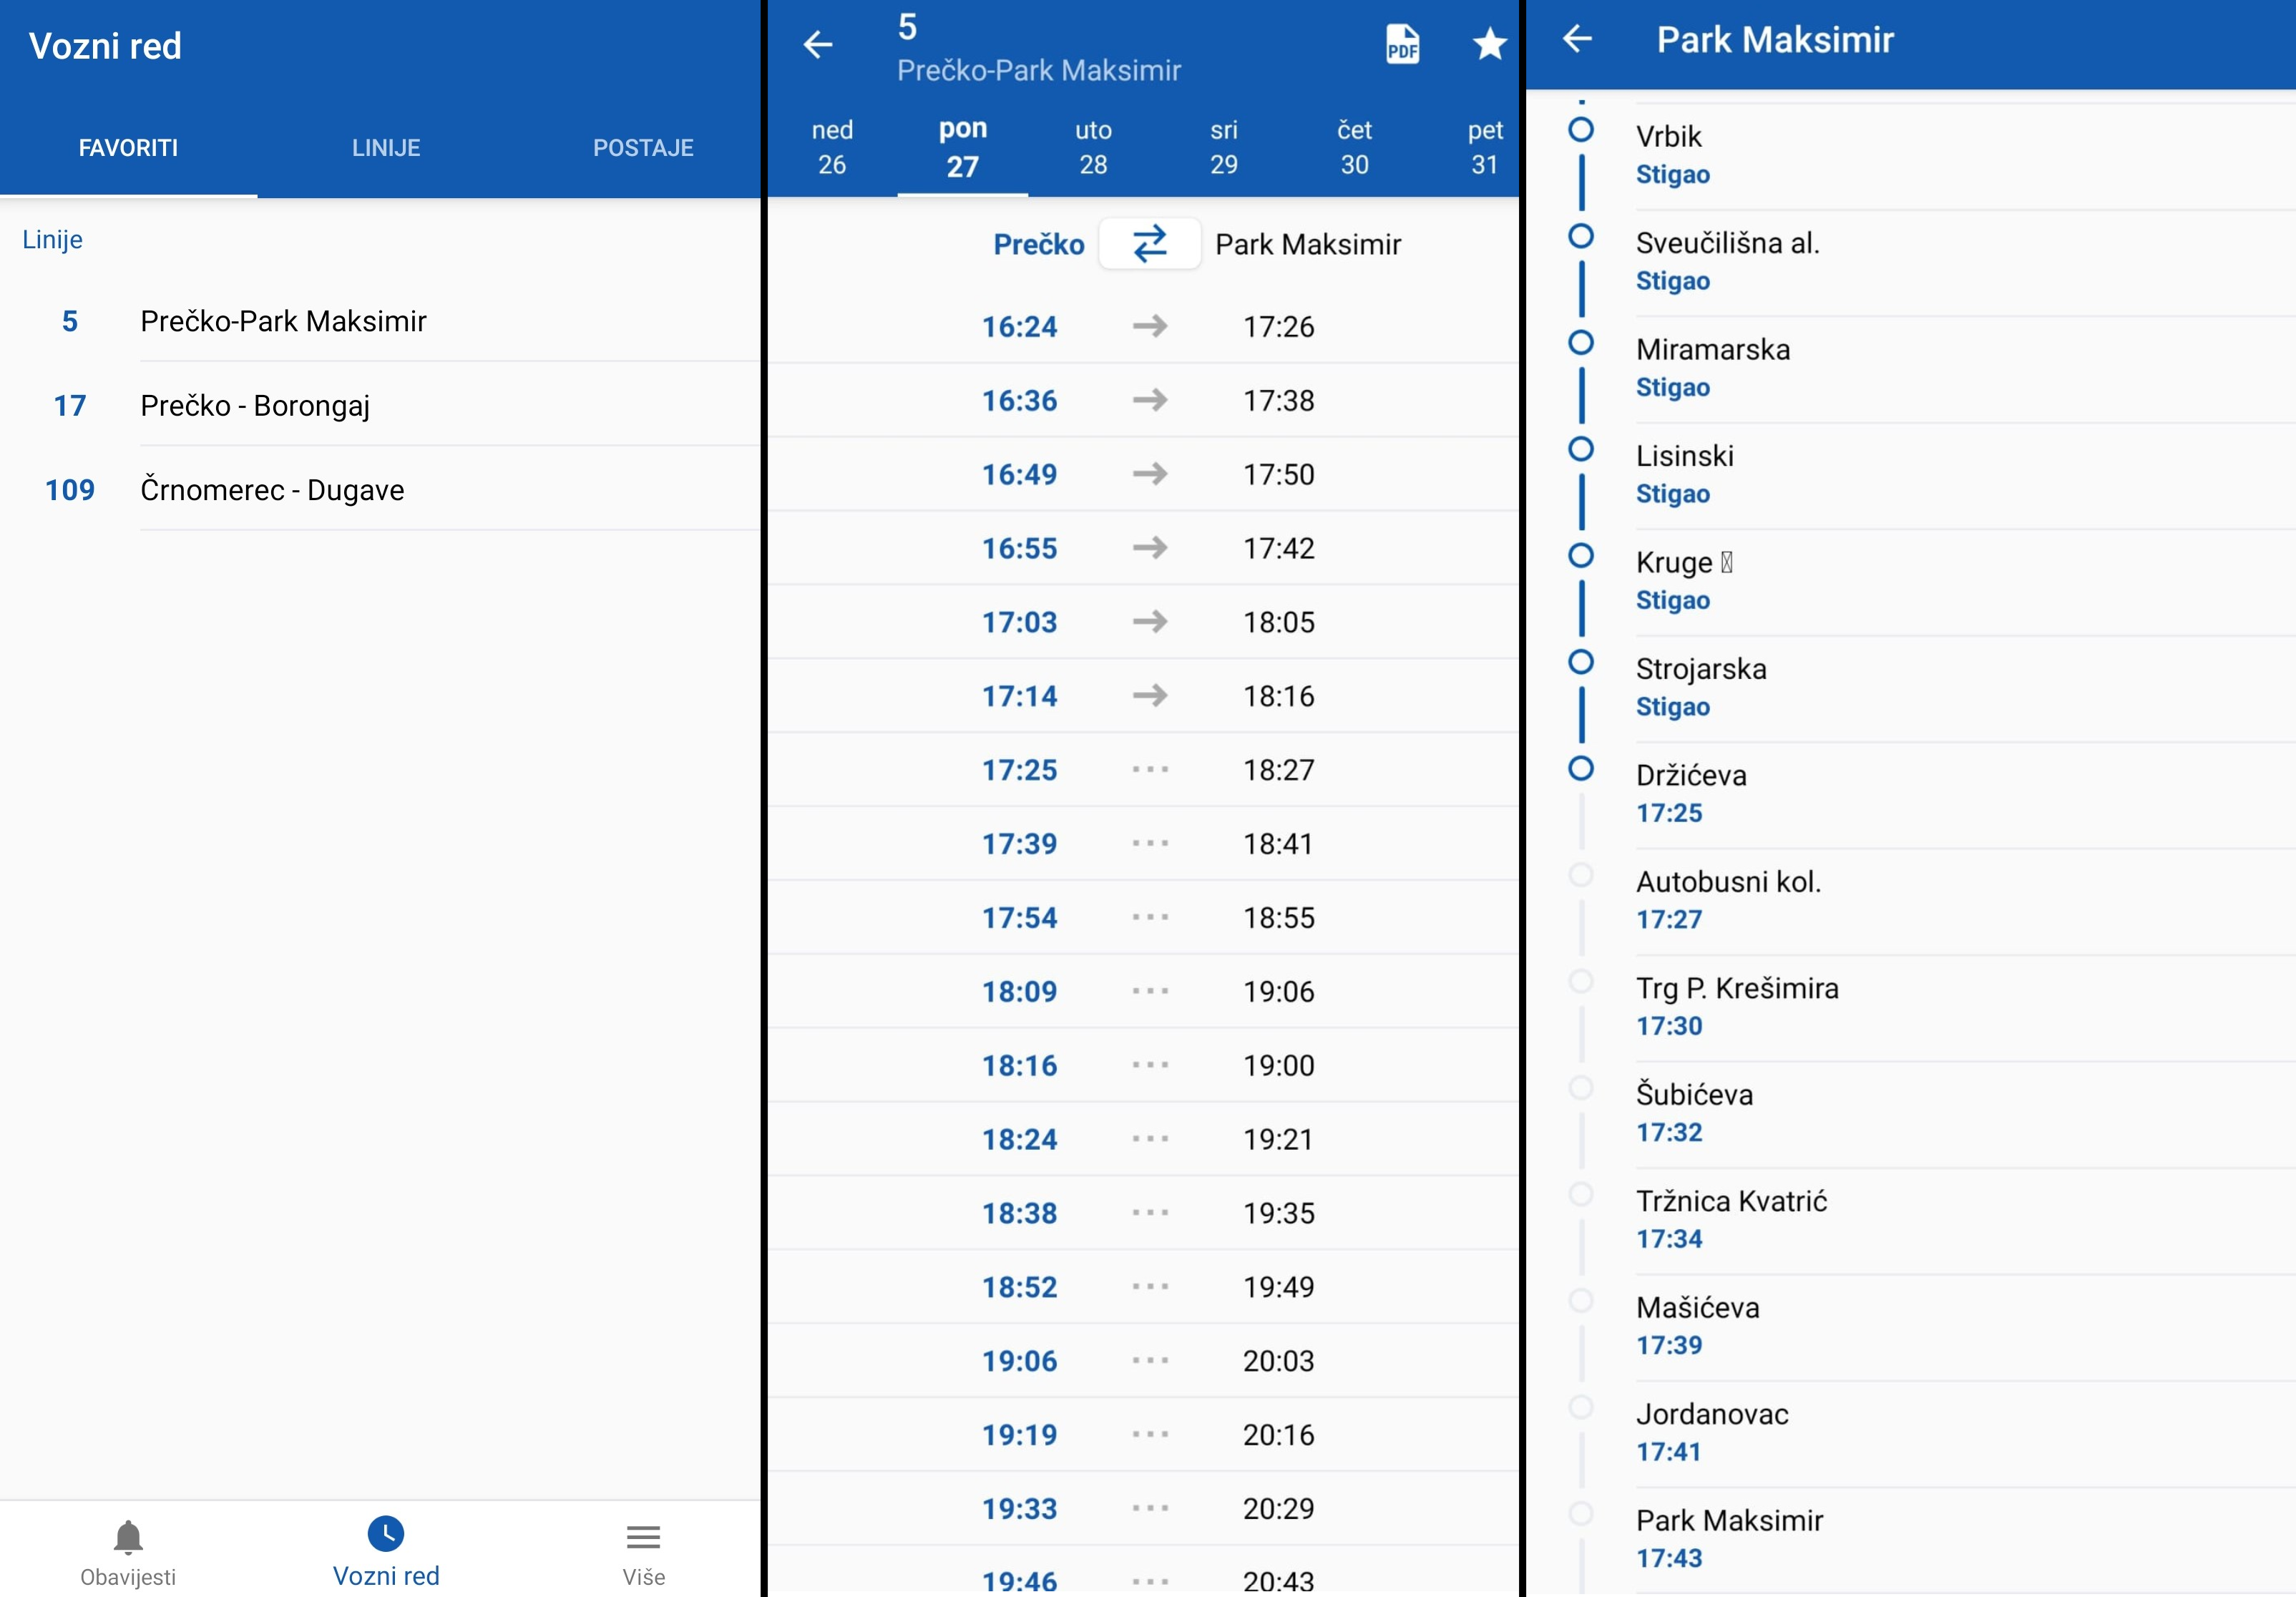 Vozni red
FAVORITI
LINIJE
POSTAJE
Linije
5 Prečko-Park Maksimir
17 Prečko - Borongaj
109 Črnomerec - Dugave
Obavijesti
Vozni red
Više
5
Prečko-Park Maksimir
PDF
ned 26
pon 27
uto 28
sri 29
čet 30
pet 31
Prečko Park Maksimir
16:24 17:26
16:36 17:38
16:49 17:50
16:55 17:42
17:03 18:05
17:14 18:16
17:25 ... 18:27
17:39 ... 18:41
17:54 ... 18:55
18:09 ... 19:06
18:16 ... 19:00
18:24 ... 19:21
18:38 ... 19:35
18:52 ... 19:49
19:06 ... 20:03
19:19 ... 20:16
19:33 ... 20:29
19:46 ... 20:43
Park Maksimir
Vrbik
Stigao
Sveučilišna al.
Stigao
Miramarska
Stigao
Lisinski
Stigao
Kruge
Stigao
Strojarska
Stigao
Držićeva
17:25
Autobusni kol.
17:27
Trg P. Krešimira
17:30
Šubićeva
17:32
Tržnica Kvatrić
17:34
Mašićeva
17:39
Jordanovac
17:41
Park Maksimir
17:43